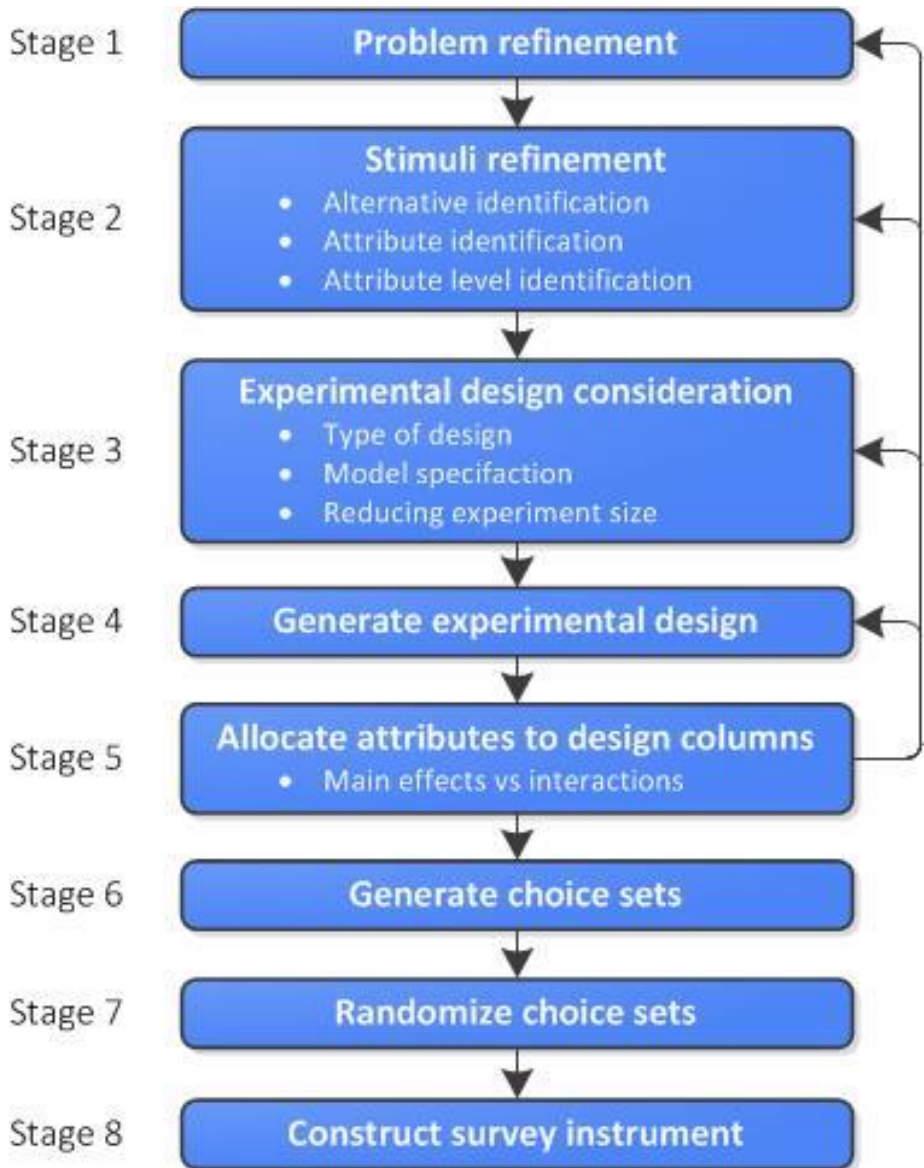 Stage 1
Problem refinement
Stage 2
Stimuli refinement
• Alternative identification
• Attribute identification
• Attribute level identification
Stage 3
Experimental design consideration
• Type of design
• Model specifaction
• Reducing experiment size
Stage 4
Generate experimental design
Stage 5
Allocate attributes to design columns
• Main effects vs interactions
Stage 6
Generate choice sets
Stage 7
Randomize choice sets
Stage 8
Construct survey instrument